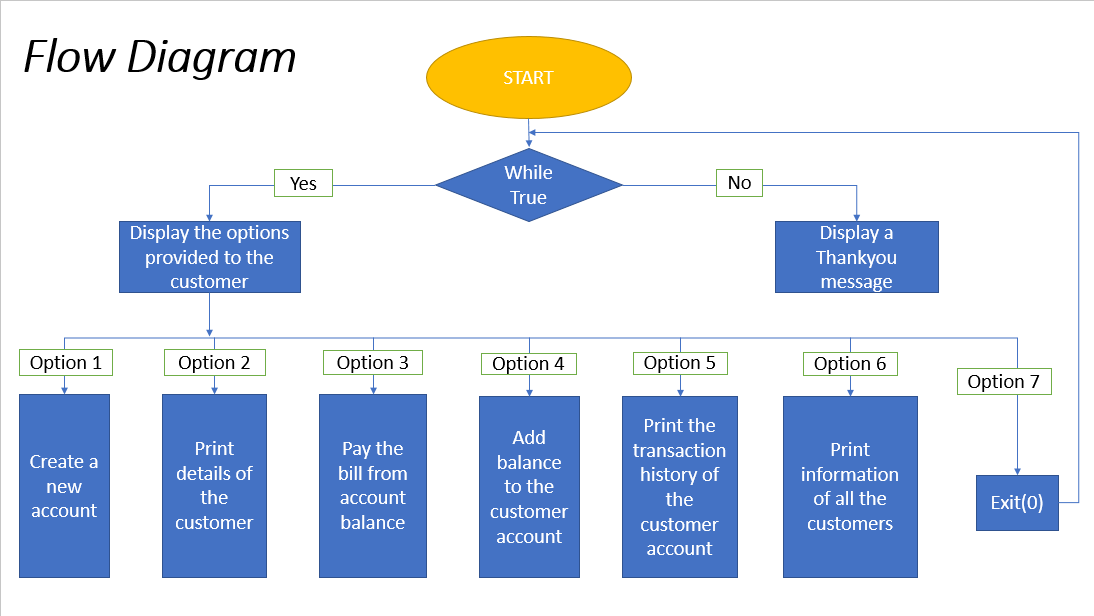 Flow Diagram
START
While
True
Yes
No
Display the options
provided to the
customer
Display a
Thankyou
message
Option 1
Option 2
Option 3
Option 4
Option 5
Option 6
Option 7
Create a
new
account
Print
details of
the
customer
Pay the
bill from
account
balance
Add
balance
to the
customer
account
Print the
transaction
history of
the
customer
account
Print
information
of all the
customers
Exit(0)